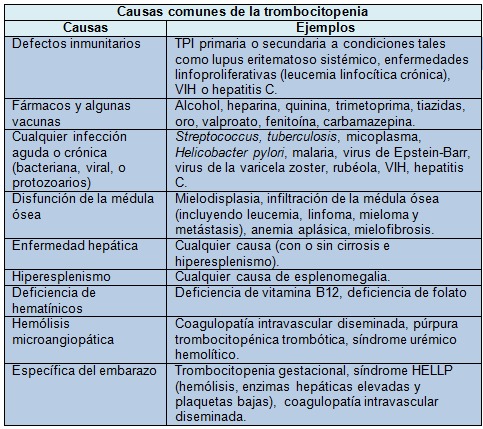 Causas comunes de la trombocitopenia
Causas
Ejemplos
Defectos inmunitarios
TPI primaria o secundaria a condiciones tales
como lupus eritematoso sistémico, enfermedades
linfoproliferativas (leucemia linfocítica crónica),
VIH o hepatitis C.
Fármacos y algunas
vacunas
Alcohol, heparina, quinina, trimetoprima, tiazidas,
oro, valproato, fenitoína, carbamazepina.
Cualquier infección
aguda o crónica
(bacteriana, viral, o
protozoarios)
Streptococcus, tuberculosis, micoplasma,
Helicobacter pylori, malaria, virus de Epstein-Barr,
virus de la varicela zoster, rubéola, VIH, hepatitis
C.
Disfunción de la médula
ósea
Mielodisplasia, infiltración de la médula ósea
(incluyendo leucemia, linfoma, mieloma y
metástasis), anemia aplásica, mielofibrosis.
Enfermedad hepática
Cualquier causa (con o sin cirrosis e
hiperesplenismo).
Hiperesplenismo
Cualquier causa de esplenomegalia.
Deficiencia de
hematínicos
Deficiencia de vitamina B12, deficiencia de folato
Hemólisis
microangiopática
Coagulopatía intravascular diseminada, púrpura
trombocitopénica trombótica, síndrome urémico
hemolítico.
Específica del embarazo
Trombocitopenia gestacional, síndrome HELLP
(hemólisis, enzimas hepáticas elevadas y
plaquetas bajas), coagulopatía intravascular
diseminada.